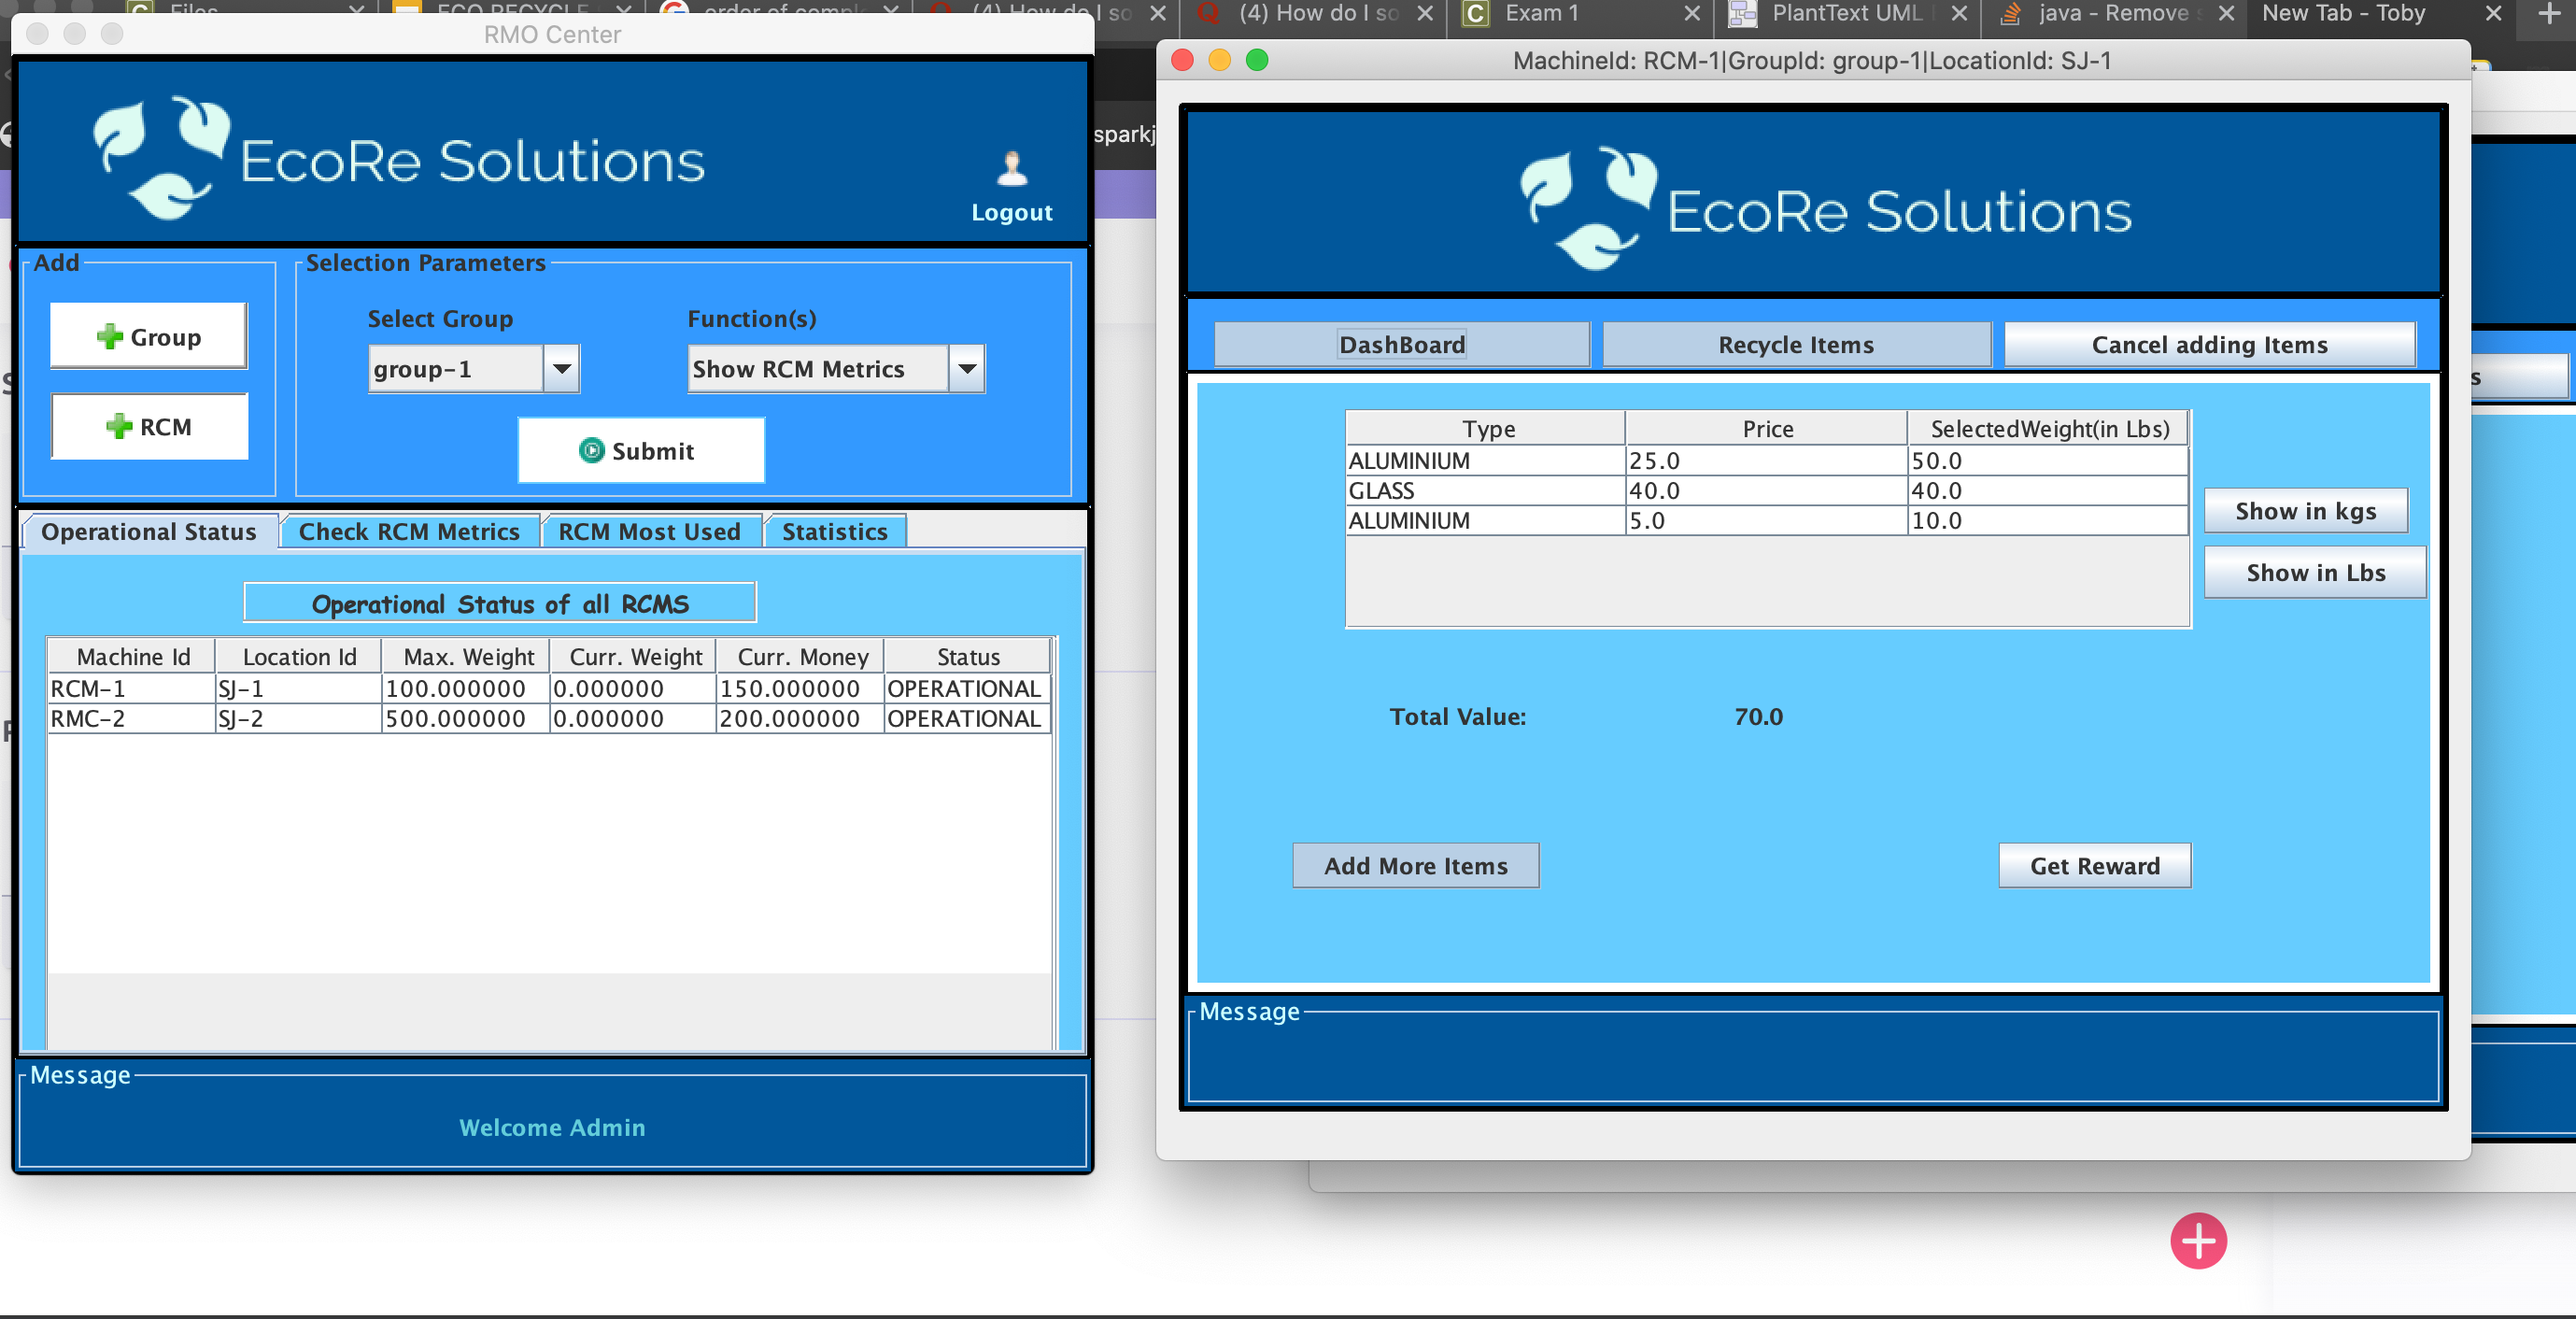 Files
ECO RECYCLE
order of comple
(4) How do I so
(4) How do I so
Exam 1
PlantText UML
java - Remove
New Tab - Toby
RMO Center
EcoRe Solutions
Logout
Add
Group
RCM
Selection Parameters
Select Group
Function(s)
group-1
Show RCM Metrics
Submit
Operational Status
Check RCM Metrics
RCM Most Used
Statistics
Operational Status of all RCMS
Machine Id Location Id Max. Weight Curr. Weight Curr. Money Status
RCM-1 SJ-1 100.000000 0.000000 150.000000 OPERATIONAL
RMC-2 SJ-2 500.000000 0.000000 200.000000 OPERATIONAL
Message
Welcome Admin
sparkj
MachineId: RCM-1|GroupId: group-1|LocationId: SJ-1
EcoRe Solutions
DashBoard
Recycle Items
Cancel adding Items
Type Price SelectedWeight(in Lbs)
ALUMINIUM 25.0 50.0
GLASS 40.0 40.0
ALUMINIUM 5.0 10.0
Show in kgs
Show in Lbs
Total Value: 70.0
Add More Items
Get Reward
Message
s